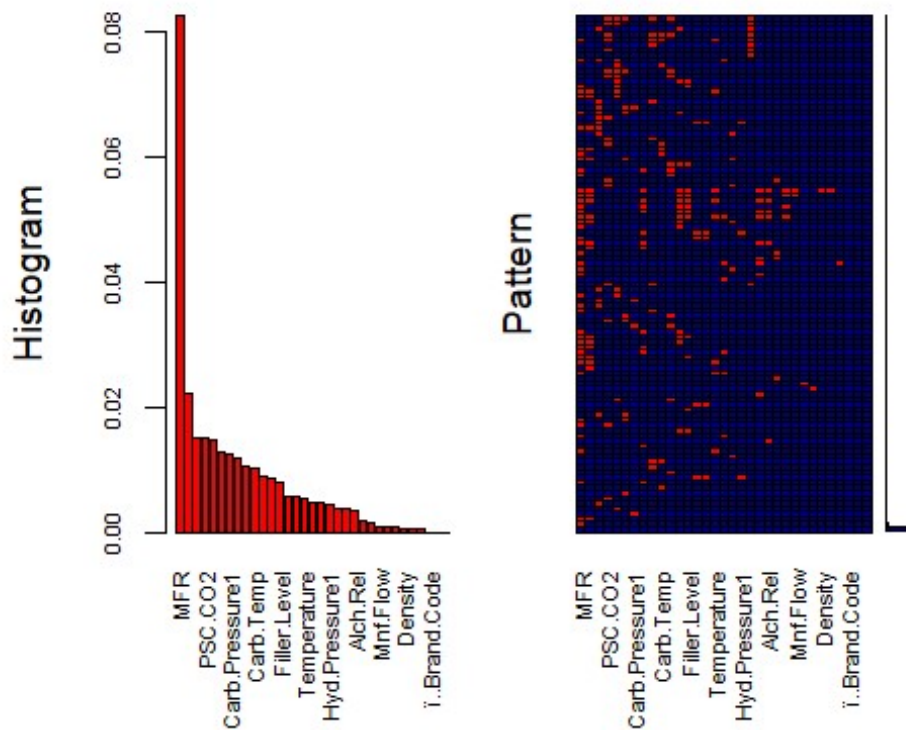 Histogram
0.00
0.02
0.04
0.06
0.08
MFR
PSC.CO2
Carb.Pressure1
Carb.Temp
Filler.Level
Temperature
Hyd.Pressure1
Alch.Rel
Mnf.Flow
Density
ï..Brand.Code
Pattern
MFR
PSC.CO2
Carb.Pressure1
Carb.Temp
Filler.Level
Temperature
Hyd.Pressure1
Alch.Rel
Mnf.Flow
Density
ï..Brand.Code